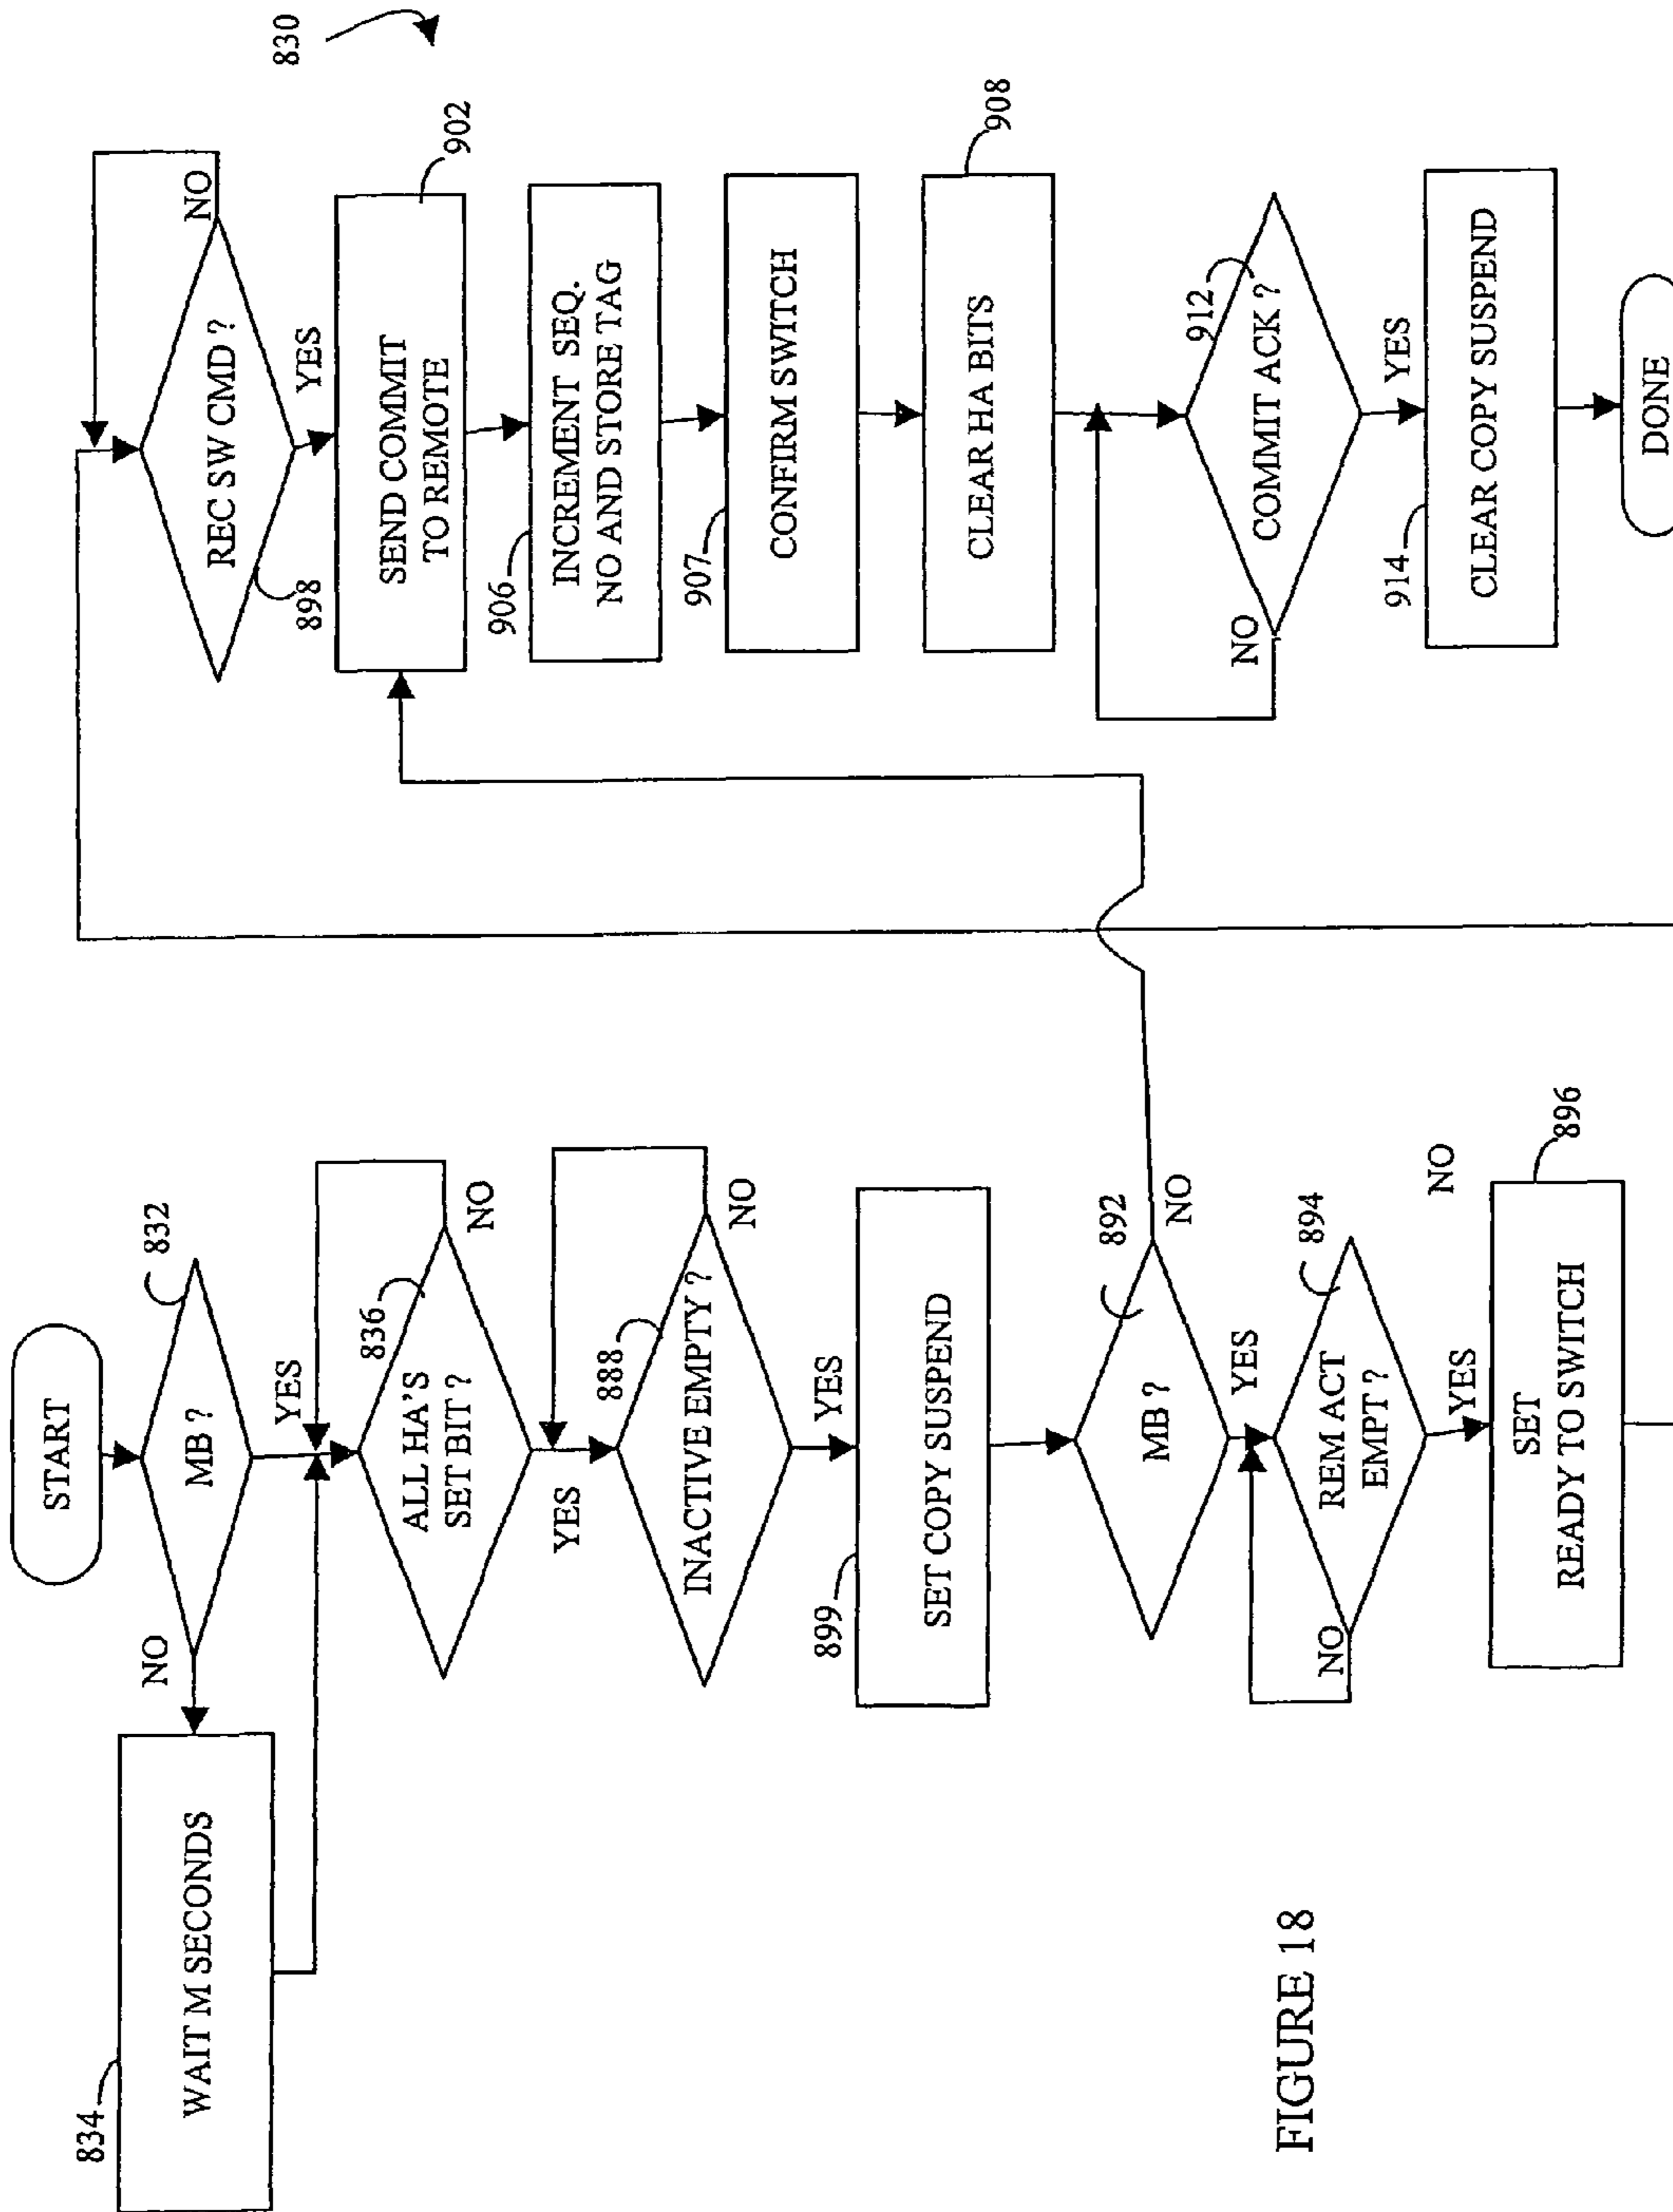 START
832
MB ?
NO
YES
834
WAIT M SECONDS
836
ALL HA'S
SET BIT ?
NO
YES
888
INACTIVE EMPTY ?
NO
YES
899
SET COPY SUSPEND
892
MB ?
NO
YES
894
REM ACT
EMPT ?
NO
NO
YES
896
SET
READY TO SWITCH
830
REC SW CMD ?
NO
898
YES
902
SEND COMMIT
TO REMOTE
906
INCREMENT SEQ.
NO AND STORE TAG
907
CONFIRM SWITCH
908
CLEAR HA BITS
912
COMMIT ACK ?
NO
YES
914
CLEAR COPY SUSPEND
DONE
FIGURE 18